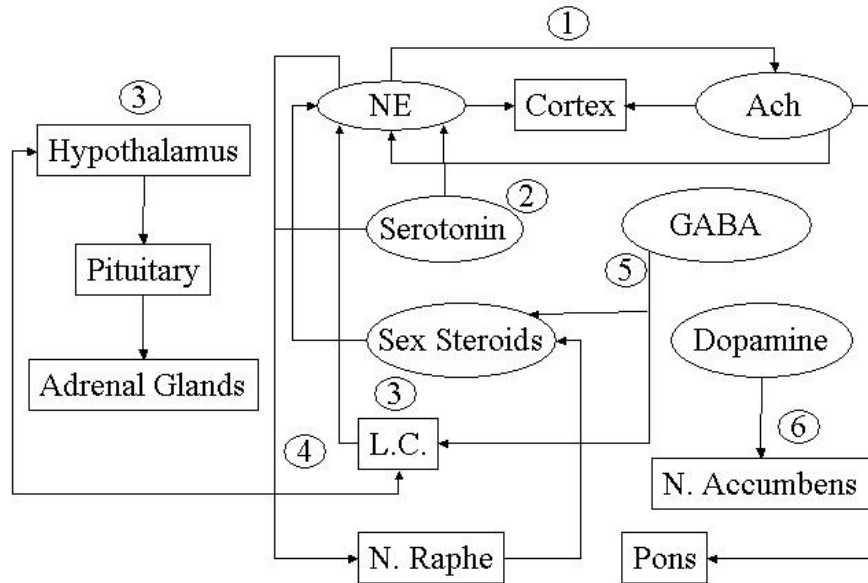 1
NE
Cortex
Ach
3
Hypothalamus
2
Serotonin
GABA
Pituitary
5
Sex Steroids
Dopamine
Adrenal Glands
3
L.C.
4
6
N. Accumbens
N. Raphe
Pons